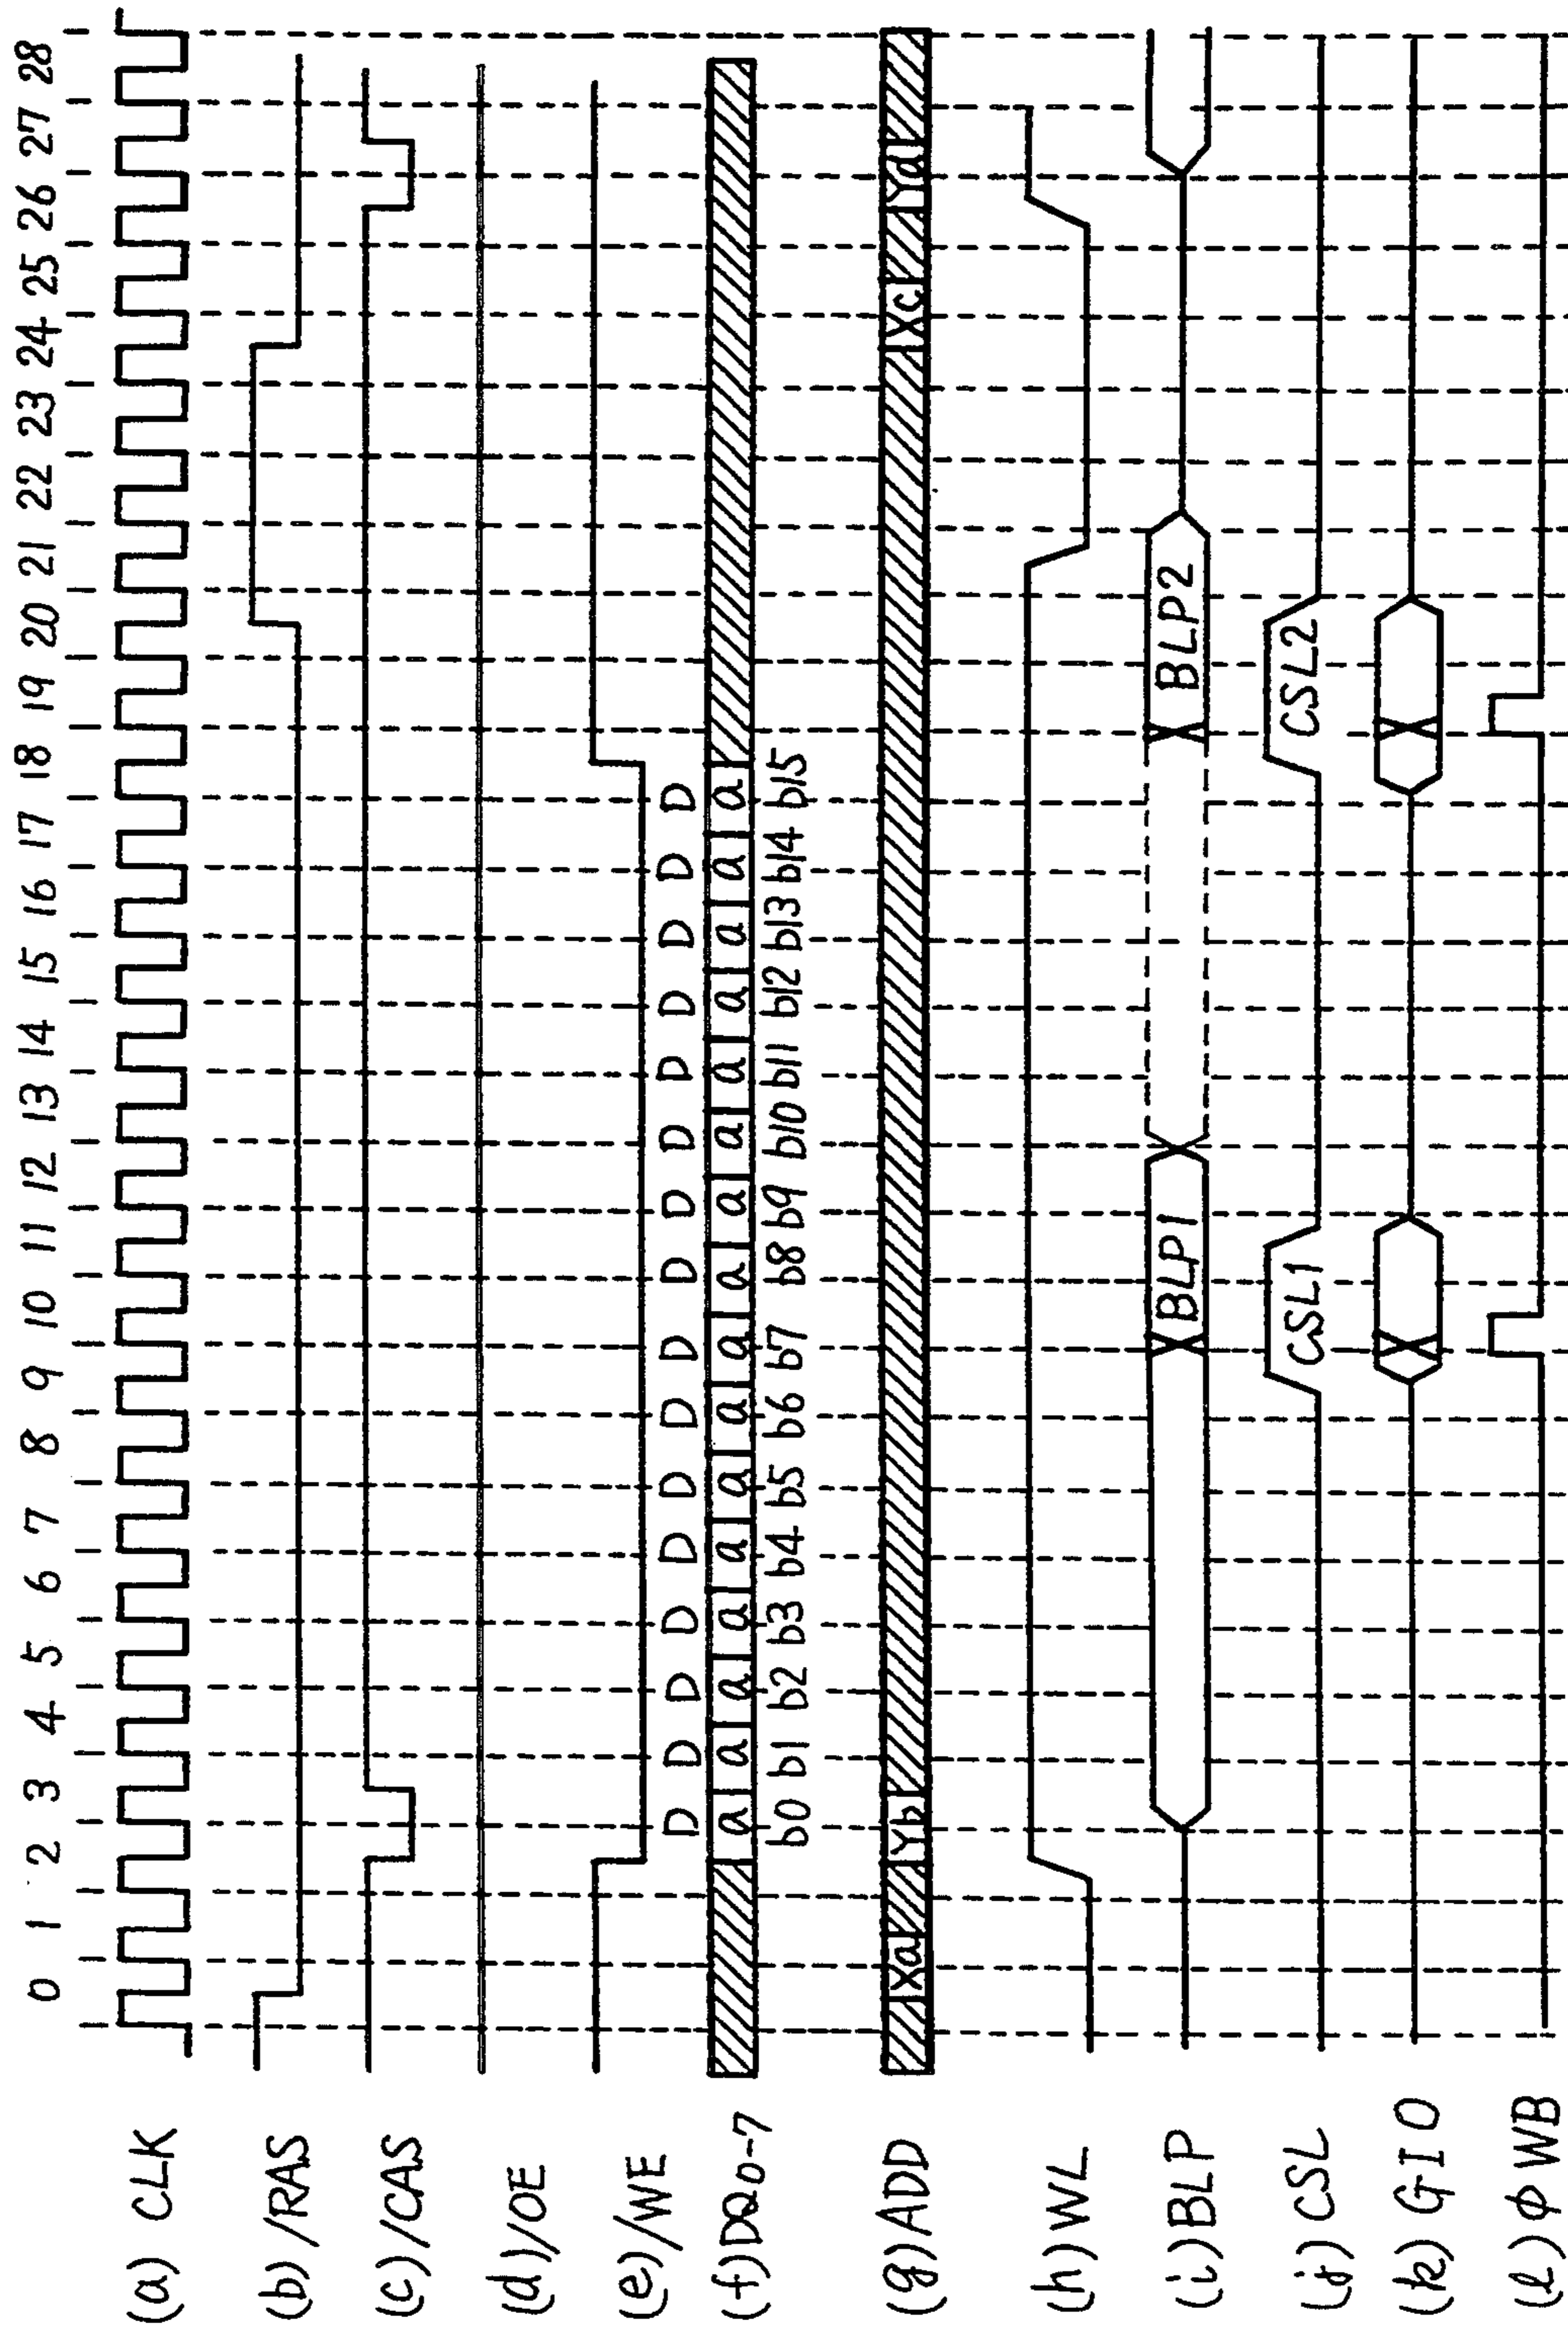 0 1 2 3 4 5 6 7 8 9 10 11 12 13 14 15 16 17 18 19 20 21 22 23 24 25 26 27 28
(a) CLK
(b) /RAS
(c) /CAS
(d) /OE
(e) /WE
D D D D D D D D D D D D D D D D
(f) DQ0-7 a a a a a a a a a a a a a a a a
b0 b1 b2 b3 b4 b5 b6 b7 b8 b9 b10 b11 b12 b13 b14 b15
(g) ADD Xa Yb Xc Yd
(h) WL
(i) BLP BLP1 BLP2
(j) CSL CSL1 CSL2
(k) GIO
(l) φWB